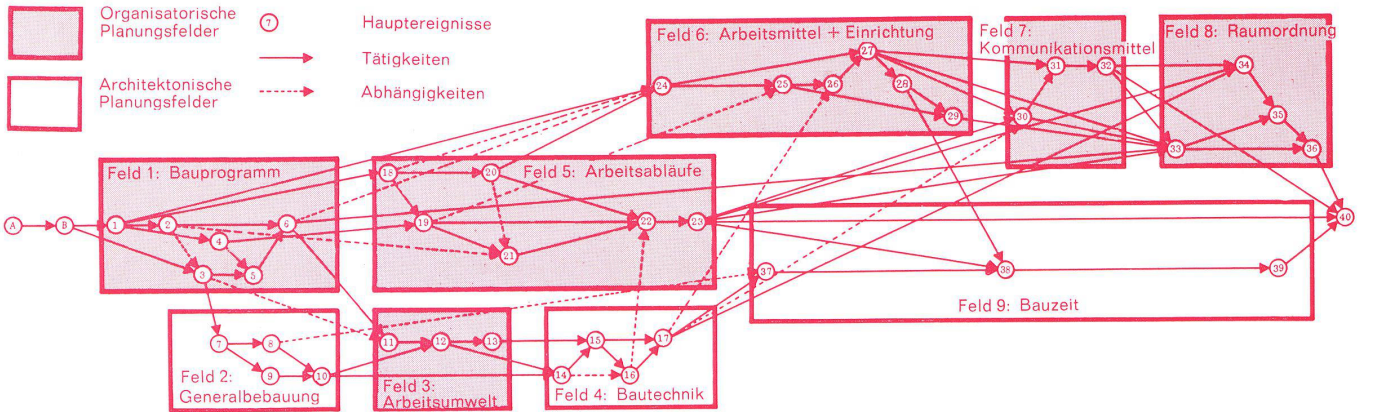 Organisatorische
Planungsfelder
7 Hauptereignisse
Tätigkeiten
Architektonische
Planungsfelder
Abhängigkeiten
Feld 6: Arbeitsmittel + Einrichtung
24 25 26 27 28 29
Feld 7:
Kommunikationsmittel
30 31 32
Feld 8: Raumordnung
33 34 35 36
A B
Feld 1: Bauprogramm
1 2 3 4 5 6
Feld 5: Arbeitsabläufe
18 19 20 21 22 23
40
37 38 39
Feld 9: Bauzeit
7 8 9 10
Feld 2:
Generalbebauung
11 12 13
Feld 3:
Arbeitsumwelt
14 15 16 17
Feld 4: Bautechnik